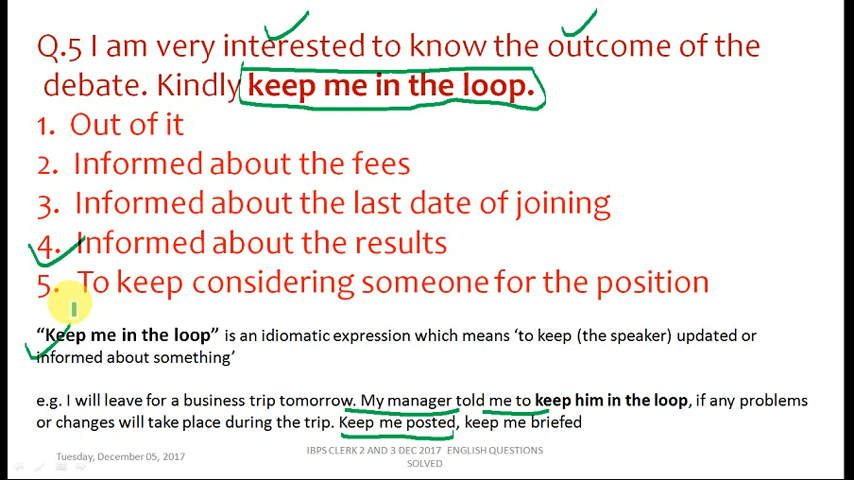 Q.5 I am very interested to know the outcome of the
debate. Kindly keep me in the loop.
1. Out of it
2. Informed about the fees
3. Informed about the last date of joining
4. Informed about the results
5. To keep considering someone for the position
“Keep me in the loop” is an idiomatic expression which means ‘to keep (the speaker) updated or
informed about something’
e.g. I will leave for a business trip tomorrow. My manager told me to keep him in the loop, if any problems
or changes will take place during the trip. Keep me posted, keep me briefed
Tuesday, December 05, 2017
IBPS CLERK 2 AND 3 DEC 2017 ENGLISH QUESTIONS
SOLVED